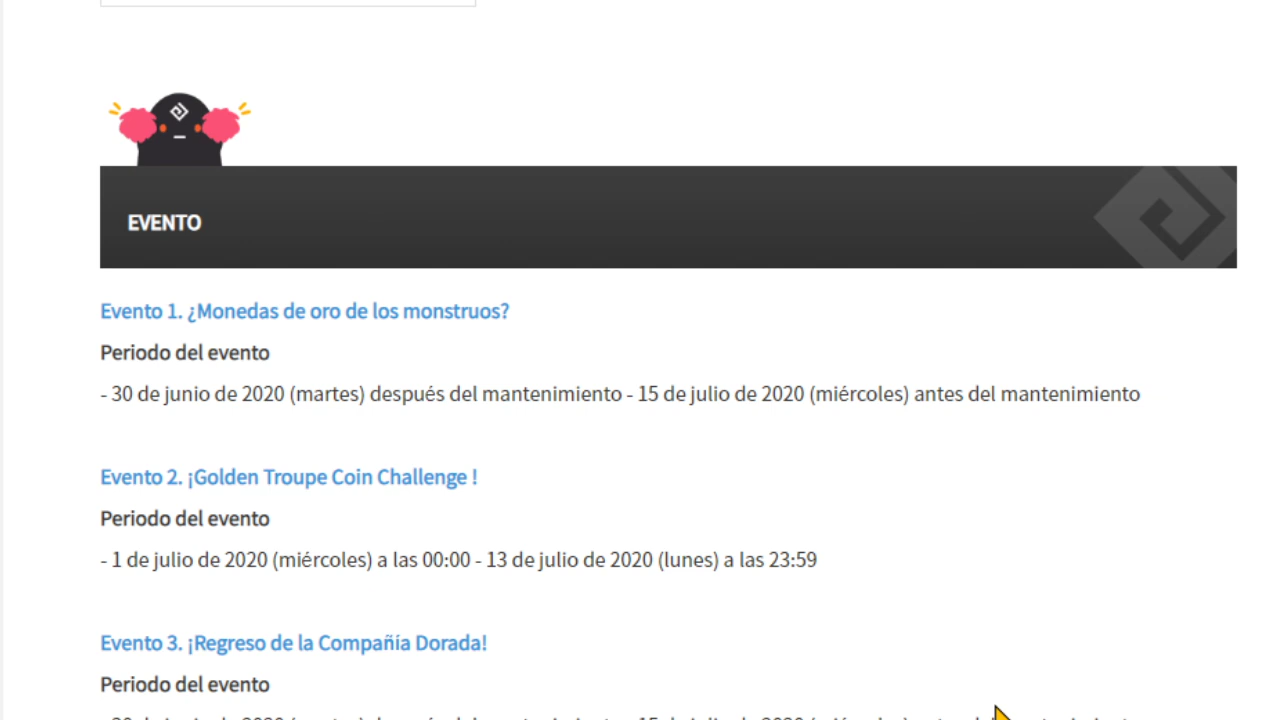 EVENTO
Evento 1. ¿Monedas de oro de los monstruos?
Periodo del evento
- 30 de junio de 2020 (martes) después del mantenimiento - 15 de julio de 2020 (miércoles) antes del mantenimiento
Evento 2. ¡Golden Troupe Coin Challenge !
Periodo del evento
- 1 de julio de 2020 (miércoles) a las 00:00 - 13 de julio de 2020 (lunes) a las 23:59
Evento 3. ¡Regreso de la Compañía Dorada!
Periodo del evento